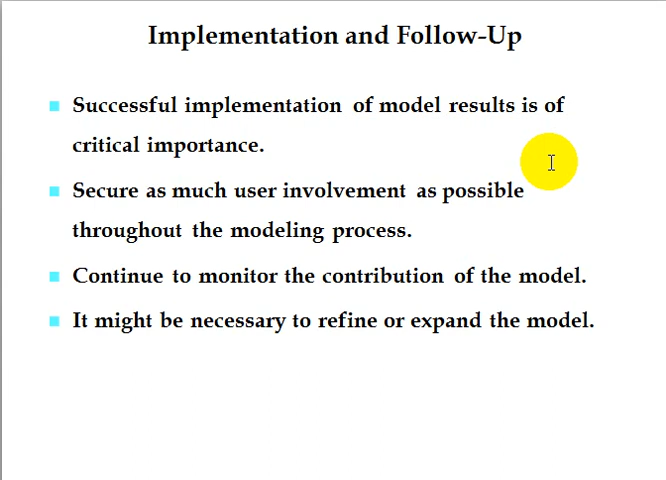 Implementation and Follow-Up
Successful implementation of model results is of
critical importance.
Secure as much user involvement as possible
throughout the modeling process.
Continue to monitor the contribution of the model.
It might be necessary to refine or expand the model.